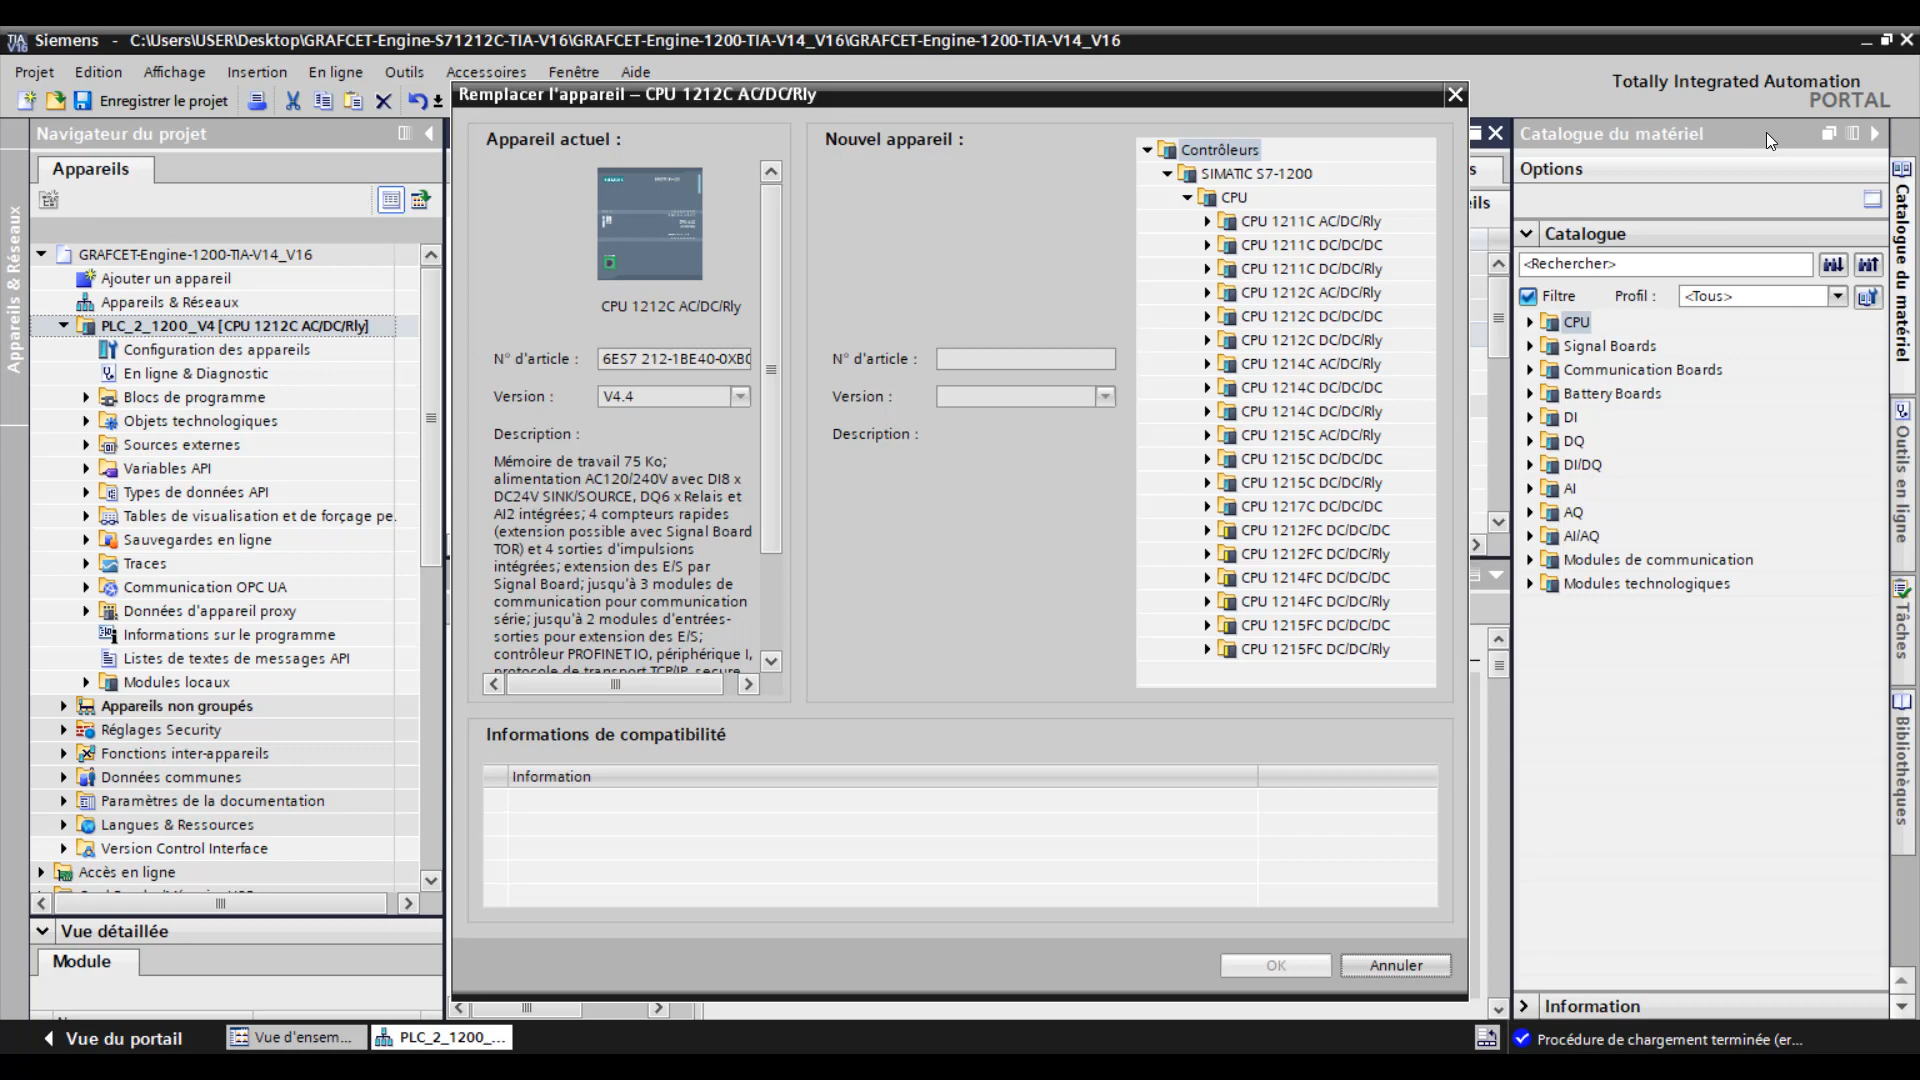 Siemens - C:\Users\USER\Desktop\GRAFCET-Engine-S71212C-TIA-V16\GRAFCET-Engine-1200-TIA-V14_V16\GRAFCET-Engine-1200-TIA-V14_V16
Projet Edition Affichage Insertion En ligne Outils Accessoires Fenêtre Aide
Enregistrer le projet
Totally Integrated Automation
PORTAL
Navigateur du projet
Appareils
Appareils & Réseaux
GRAFCET-Engine-1200-TIA-V14_V16
Ajouter un appareil
Appareils & Réseaux
PLC_2_1200_V4 [CPU 1212C AC/DC/Rly]
Configuration des appareils
En ligne & Diagnostic
Blocs de programme
Objets technologiques
Sources externes
Variables API
Types de données API
Tables de visualisation et de forçage pe.
Sauvegardes en ligne
Traces
Communication OPC UA
Données d'appareil proxy
Informations sur le programme
Listes de textes de messages API
Modules locaux
Appareils non groupés
Réglages Security
Fonctions inter-appareils
Données communes
Paramètres de la documentation
Langues & Ressources
Version Control Interface
Accès en ligne
Vue détaillée
Module
Remplacer l'appareil – CPU 1212C AC/DC/Rly
Appareil actuel :
CPU 1212C AC/DC/Rly
N° d'article : 6ES7 212-1BE40-0XB0
Version : V4.4
Description :
Mémoire de travail 75 Ko;
alimentation AC120/240V avec DI8 x
DC24V SINK/SOURCE, DQ6 x Relais et
AI2 intégrées; 4 compteurs rapides
(extension possible avec Signal Board
TOR) et 4 sorties d'impulsions
intégrées; extension des E/S par
Signal Board; jusqu'à 3 modules de
communication pour communication
série; jusqu'à 2 modules d'entrées-
sorties pour extension des E/S;
contrôleur PROFINET IO, périphérique I,
protocole de transport TCP/IP, secure
Nouvel appareil :
N° d'article :
Version :
Description :
Contrôleurs
SIMATIC S7-1200
CPU
CPU 1211C AC/DC/Rly
CPU 1211C DC/DC/DC
CPU 1211C DC/DC/Rly
CPU 1212C AC/DC/Rly
CPU 1212C DC/DC/DC
CPU 1212C DC/DC/Rly
CPU 1214C AC/DC/Rly
CPU 1214C DC/DC/DC
CPU 1214C DC/DC/Rly
CPU 1215C AC/DC/Rly
CPU 1215C DC/DC/DC
CPU 1215C DC/DC/Rly
CPU 1217C DC/DC/DC
CPU 1212FC DC/DC/DC
CPU 1212FC DC/DC/Rly
CPU 1214FC DC/DC/DC
CPU 1214FC DC/DC/Rly
CPU 1215FC DC/DC/DC
CPU 1215FC DC/DC/Rly
Informations de compatibilité
Information
OK Annuler
Catalogue du matériel
Options
Catalogue
<Rechercher>
Filtre Profil : <Tous>
CPU
Signal Boards
Communication Boards
Battery Boards
DI
DQ
DI/DQ
AI
AQ
AI/AQ
Modules de communication
Modules technologiques
Information
Catalogue du matériel
Outils en ligne
Tâches
Bibliothèques
Vue du portail Vue d'ensem... PLC_2_1200_... Procédure de chargement terminée (er...